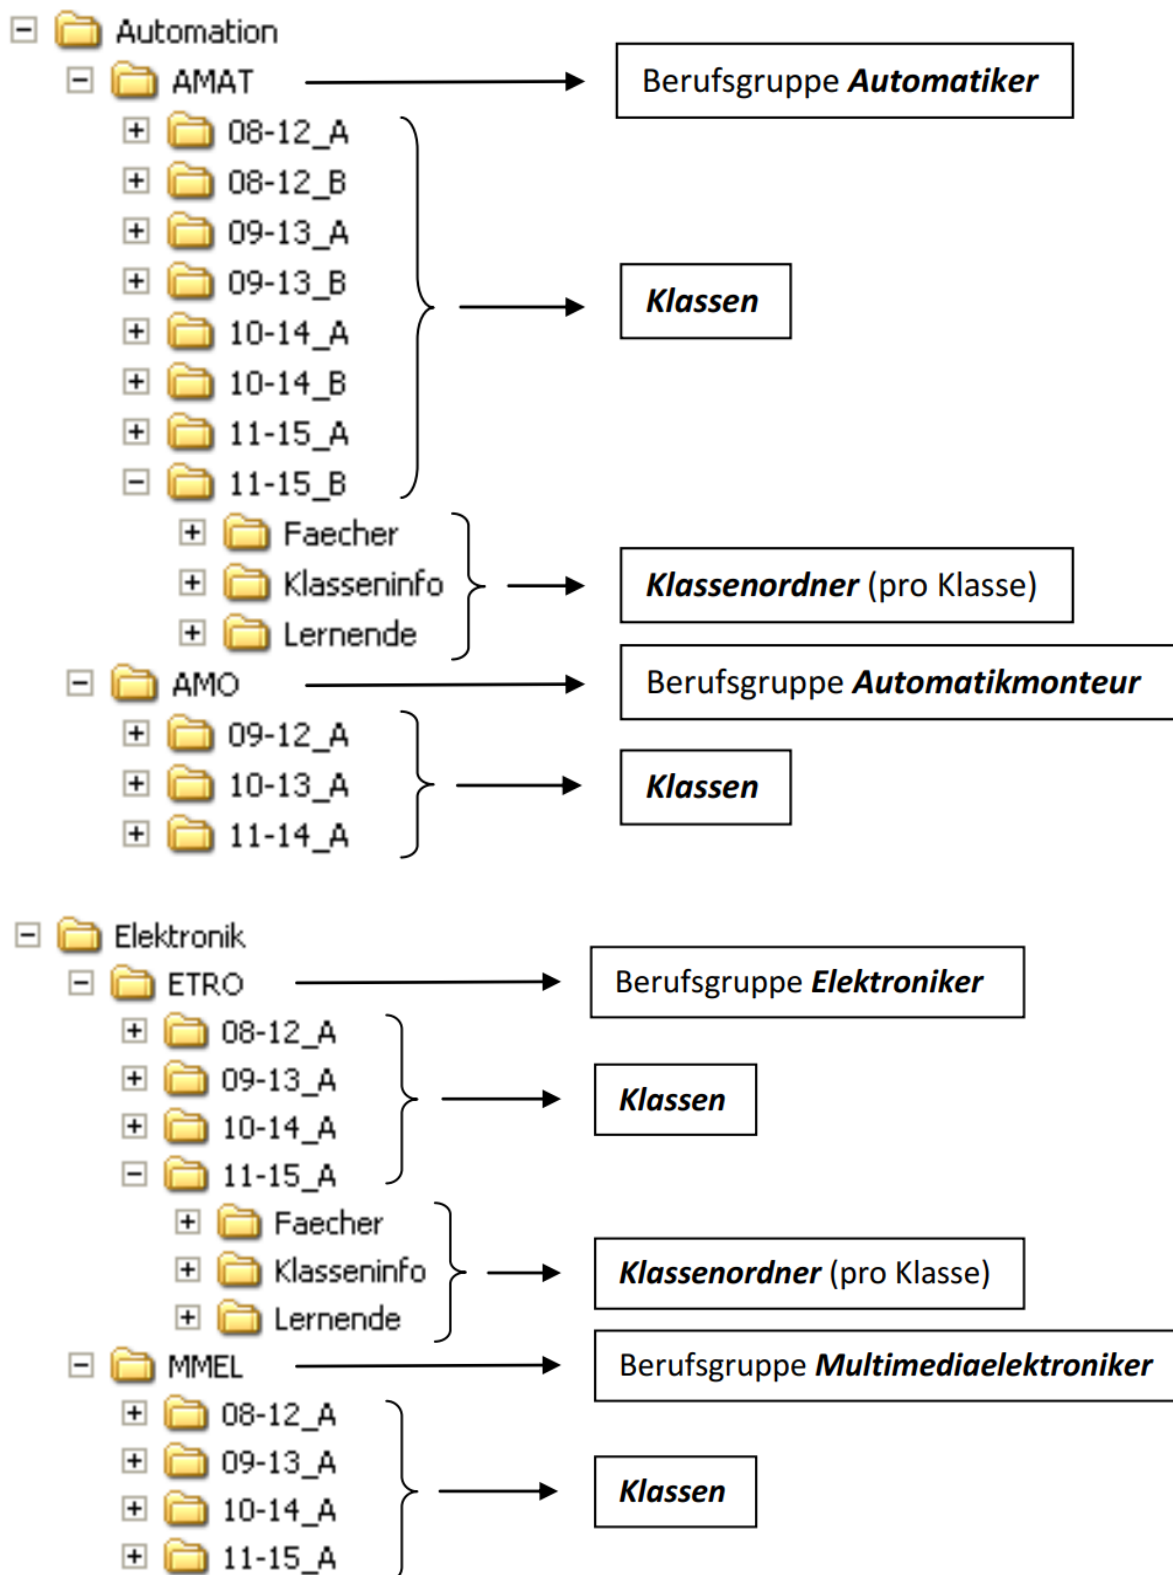 Automation
AMAT
Berufsgruppe Automatiker
08-12_A
08-12_B
09-13_A
09-13_B
10-14_A
10-14_B
11-15_A
11-15_B
Klassen
Faecher
Klasseninfo
Lernende
Klassenordner (pro Klasse)
AMO
Berufsgruppe Automatikmonteur
09-12_A
10-13_A
11-14_A
Klassen
Elektronik
ETRO
Berufsgruppe Elektroniker
08-12_A
09-13_A
10-14_A
11-15_A
Klassen
Faecher
Klasseninfo
Lernende
Klassenordner (pro Klasse)
MMEL
Berufsgruppe Multimediaelektroniker
08-12_A
09-13_A
10-14_A
11-15_A
Klassen